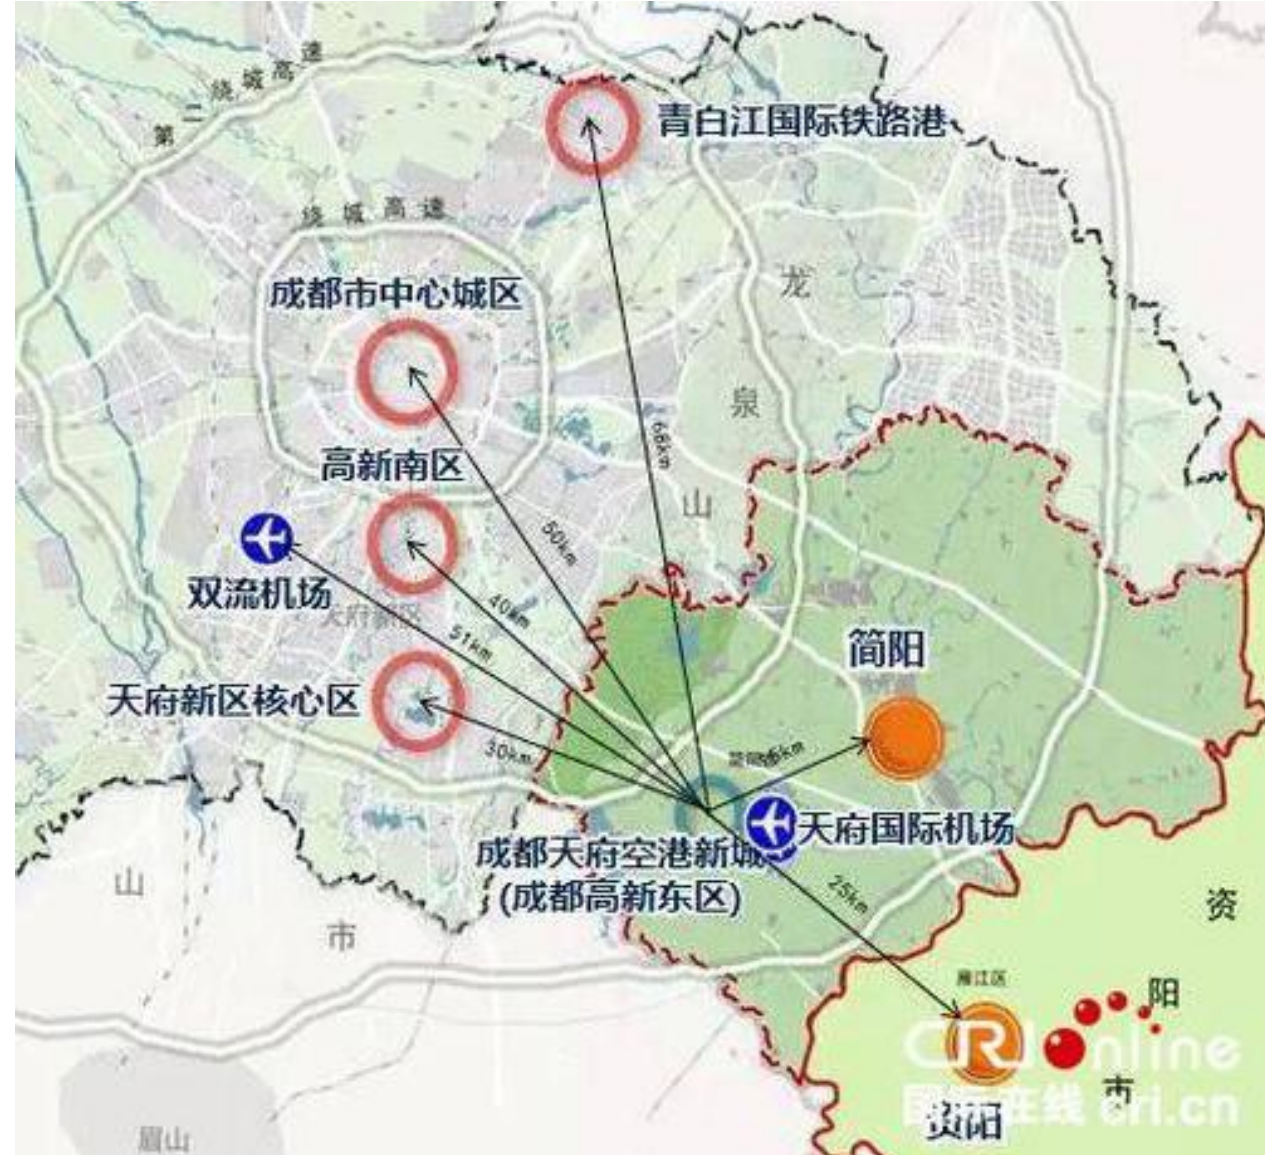 第二绕城高速
青白江国际铁路港
绕城高速
龙
成都市中心城区
泉
68km
高新南区
山
50km
双流机场
天府新区
40km
51km
简阳
天府新区核心区
30km
天府国际机场
成都天府空港新城
(成都高新东区)
山
25km
资
市
雁江区
阳
CRI online
国际在线 cri.cn
市
资阳
眉山